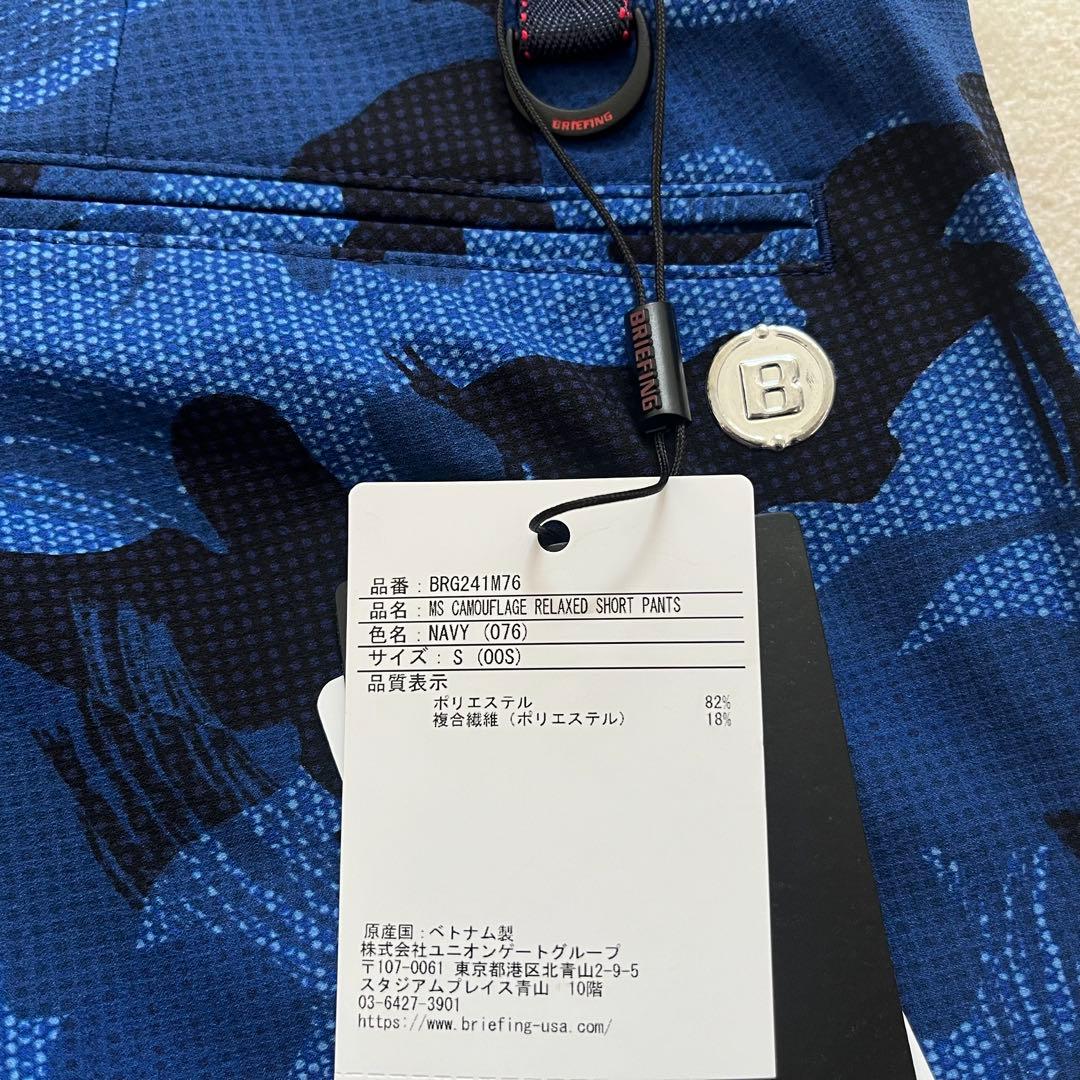 BRIEFING
BRIEFING
B
品番：BRG241M76
品名：MS CAMOUFLAGE RELAXED SHORT PANTS
色名：NAVY (076)
サイズ：S (00S)
品質表示
ポリエステル 82%
複合繊維（ポリエステル） 18%
原産国：ベトナム製
株式会社ユニオンゲートグループ
〒107-0061 東京都港区北青山2-9-5
スタジアムプレイス青山 10階
03-6427-3901
https://www.briefing-usa.com/